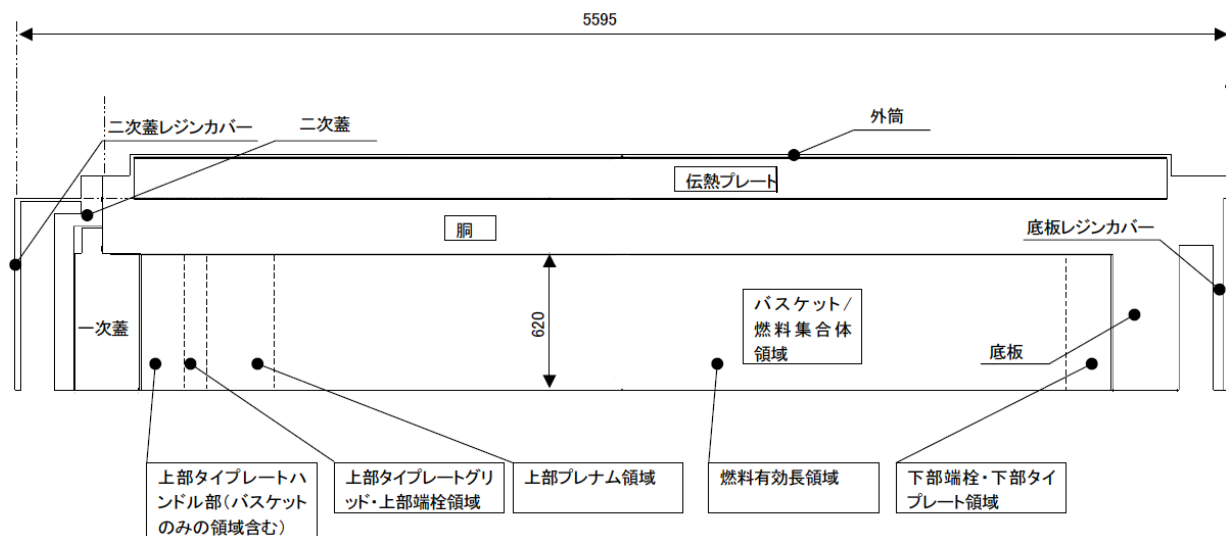 5595
二次蓋レジンカバー
二次蓋
外筒
伝熱プレート
胴
底板レジンカバー
一次蓋
620
バスケット/
燃料集合体
領域
底板
上部タイプレートハ
ンドル部(バスケット
のみの領域含む)
上部タイプレートグリ
ッド・上部端栓領域
上部プレナム領域
燃料有効長領域
下部端栓・下部タイ
プレート領域